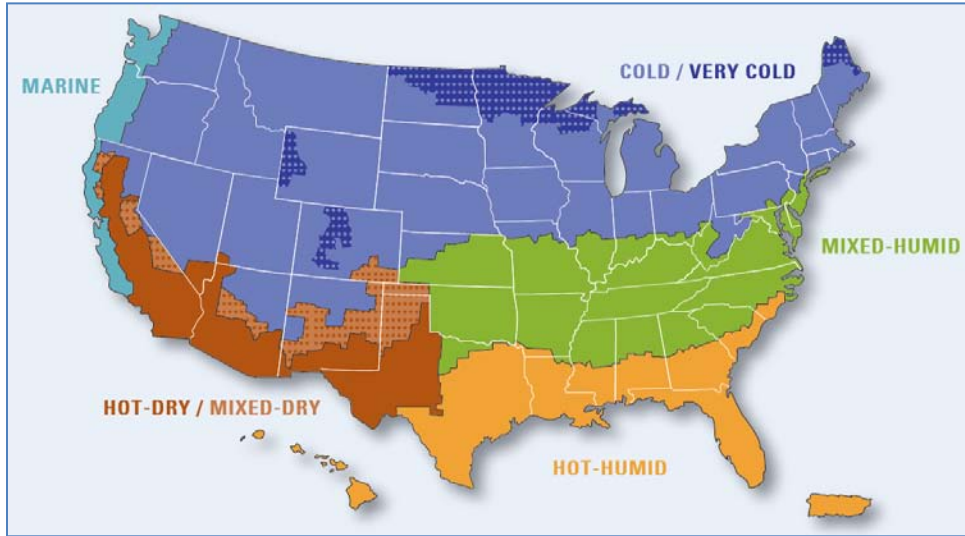 MARINE
COLD / VERY COLD
MIXED-HUMID
HOT-DRY / MIXED-DRY
HOT-HUMID